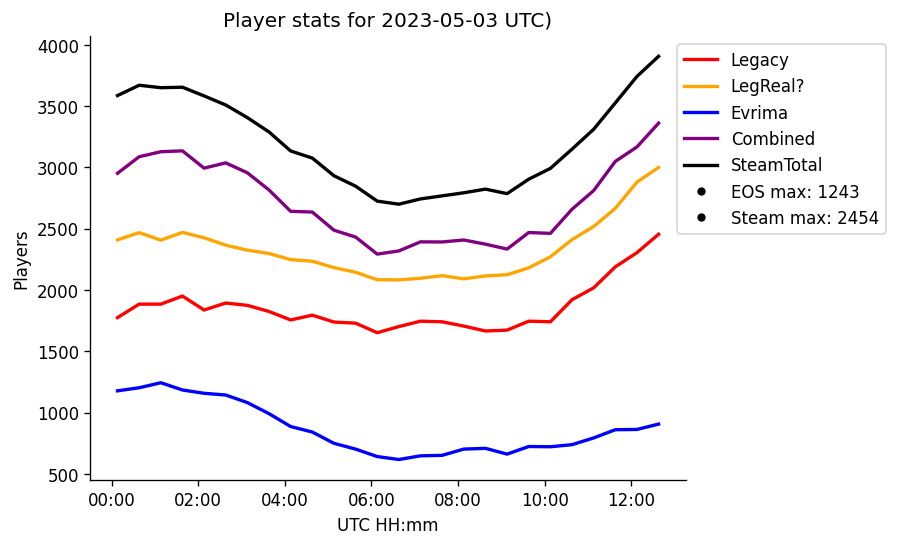 Player stats for 2023-05-03 UTC)
4000
3500
3000
2500
2000
1500
1000
500
Players
00:00 02:00 04:00 06:00 08:00 10:00 12:00
UTC HH:mm
Legacy
LegReal?
Evrima
Combined
SteamTotal
EOS max: 1243
Steam max: 2454